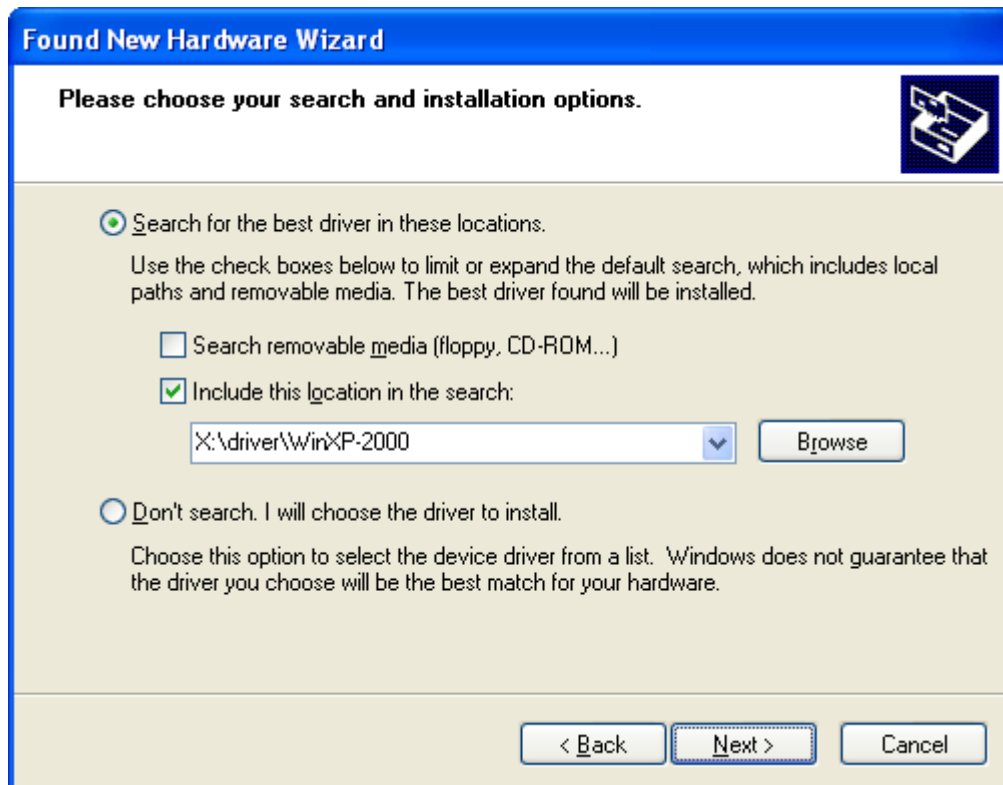 Found New Hardware Wizard
Please choose your search and installation options.
Search for the best driver in these locations.
Use the check boxes below to limit or expand the default search, which includes local
paths and removable media. The best driver found will be installed.
Search removable media (floppy, CD-ROM...)
Include this location in the search:
X:\driver\WinXP-2000
Browse
Don't search. I will choose the driver to install.
Choose this option to select the device driver from a list.  Windows does not guarantee that
the driver you choose will be the best match for your hardware.
< Back
Next >
Cancel